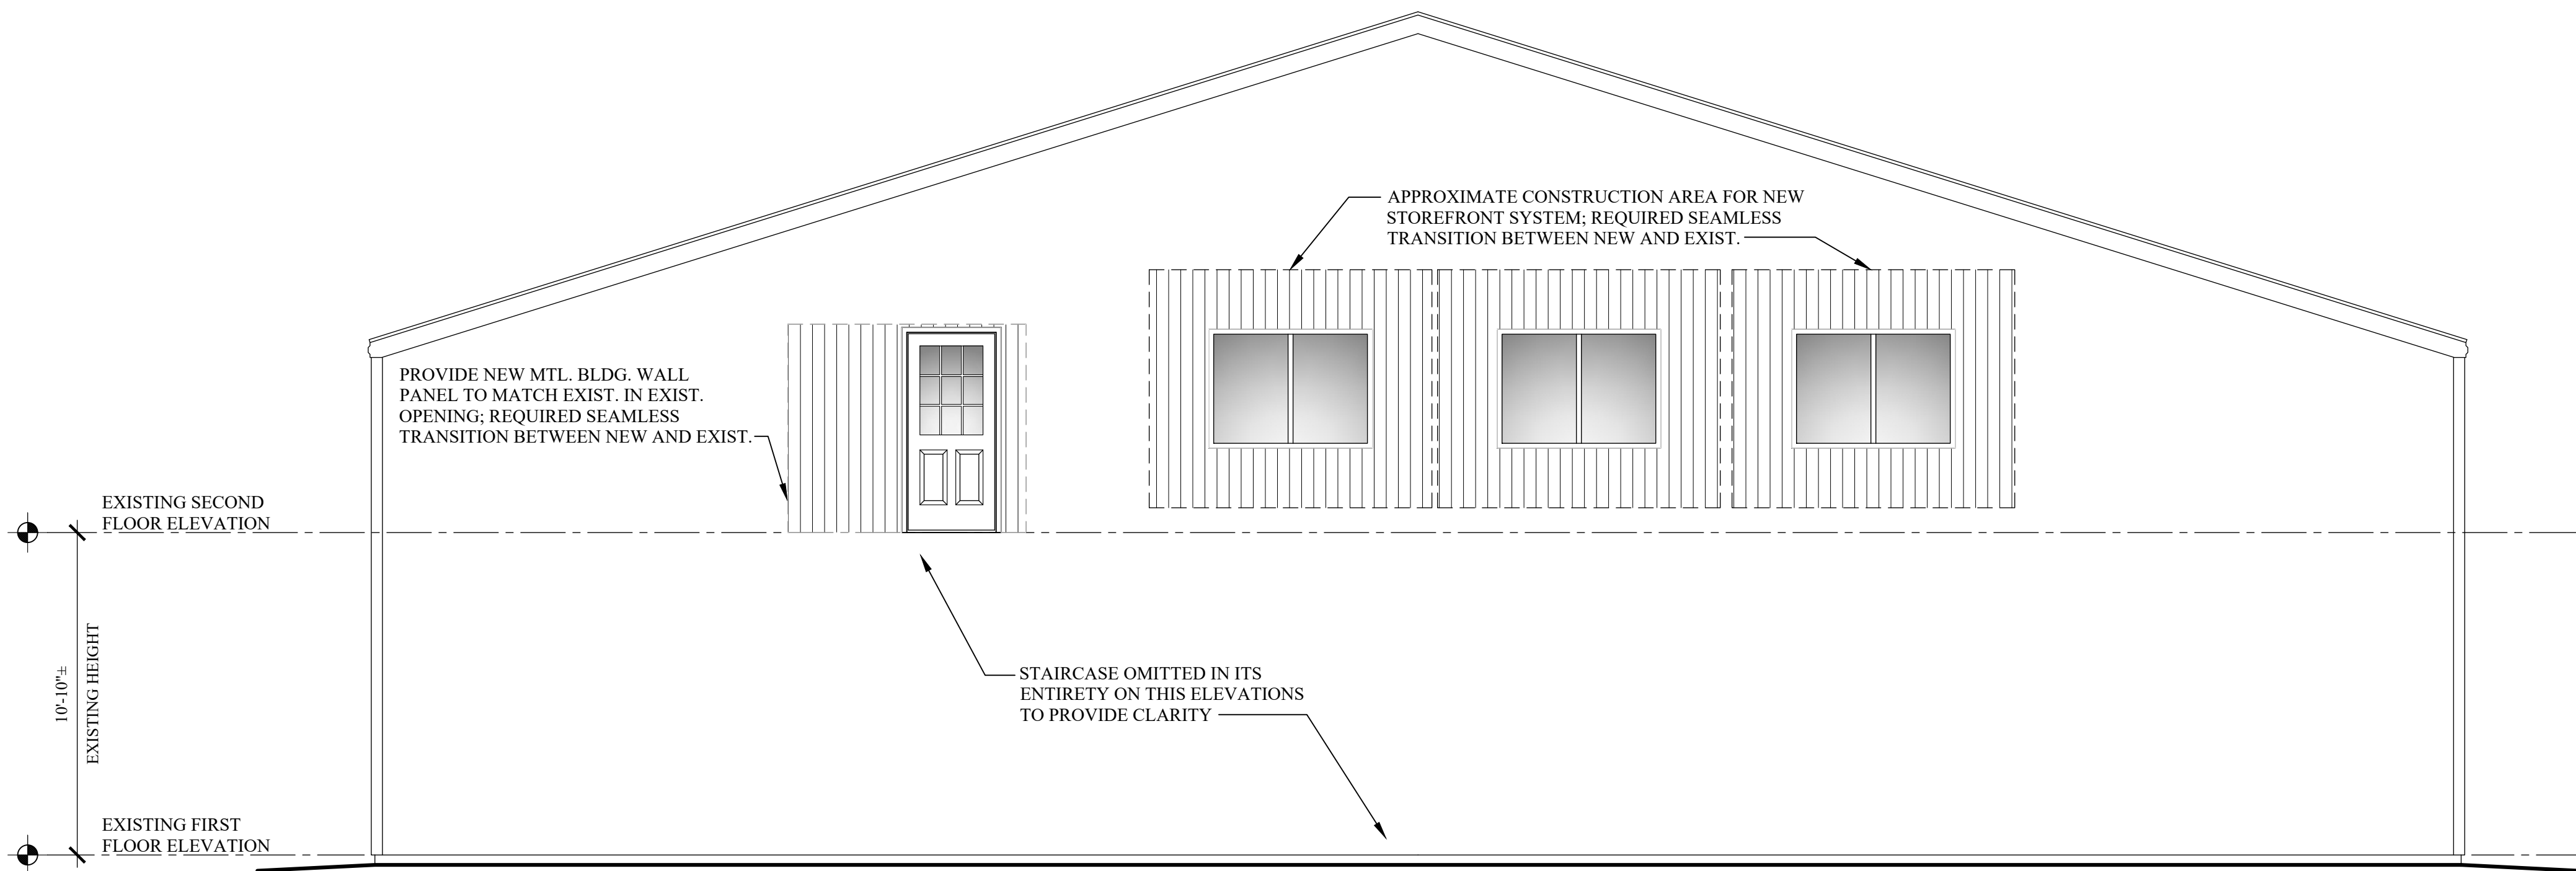 APPROXIMATE CONSTRUCTION AREA FOR NEW
STOREFRONT SYSTEM; REQUIRED SEAMLESS
TRANSITION BETWEEN NEW AND EXIST.
PROVIDE NEW MTL. BLDG. WALL
PANEL TO MATCH EXIST. IN EXIST.
OPENING; REQUIRED SEAMLESS
TRANSITION BETWEEN NEW AND EXIST.
EXISTING SECOND
FLOOR ELEVATION
10'-10"±
EXISTING HEIGHT
STAIRCASE OMITTED IN ITS
ENTIRETY ON THIS ELEVATIONS
TO PROVIDE CLARITY
EXISTING FIRST
FLOOR ELEVATION